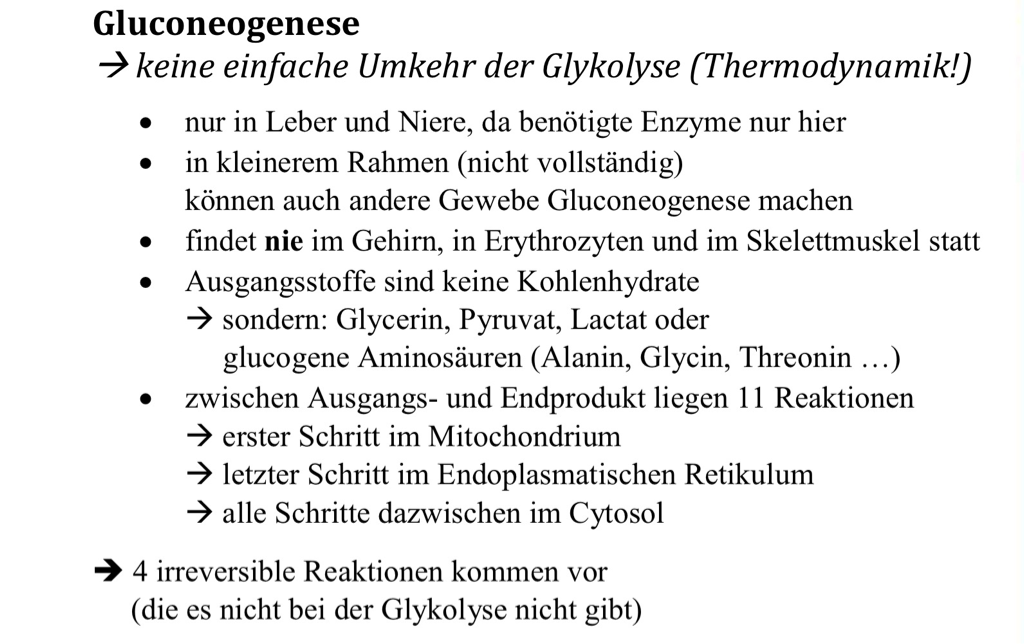 Gluconeogenese
→ keine einfache Umkehr der Glykolyse (Thermodynamik!)
• nur in Leber und Niere, da benötigte Enzyme nur hier
• in kleinerem Rahmen (nicht vollständig)
können auch andere Gewebe Gluconeogenese machen
• findet nie im Gehirn, in Erythrozyten und im Skelettmuskel statt
• Ausgangsstoffe sind keine Kohlenhydrate
→ sondern: Glycerin, Pyruvat, Lactat oder
glucogene Aminosäuren (Alanin, Glycin, Threonin …)
• zwischen Ausgangs- und Endprodukt liegen 11 Reaktionen
→ erster Schritt im Mitochondrium
→ letzter Schritt im Endoplasmatischen Retikulum
→ alle Schritte dazwischen im Cytosol
➔ 4 irreversible Reaktionen kommen vor
(die es nicht bei der Glykolyse nicht gibt)